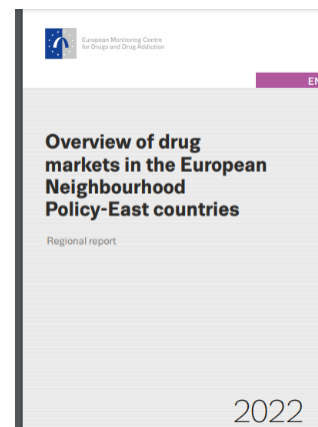 European Monitoring Centre
for Drugs and Drug Addiction
EN
Overview of drug
markets in the European
Neighbourhood
Policy-East countries
Regional report
2022